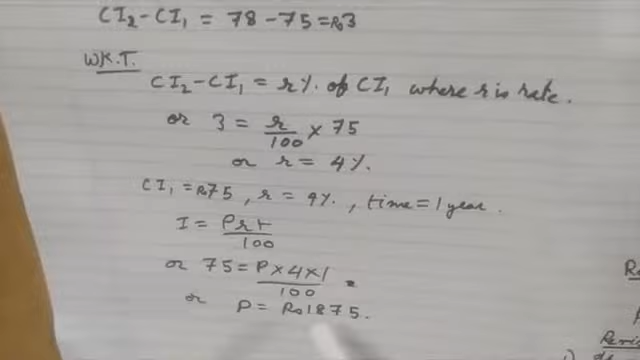 CI₂-CI₁ = 78-75 = Rs3
W.K.T.
CI₂-CI₁ = r% of CI₁ where r is rate.
or 3 = r/100 × 75
or r = 4%.
CI₁ = Rs75, r = 4%, time = 1 year.
I = Prt/100
or 75 = P×4×1/100
or P = Rs1875.